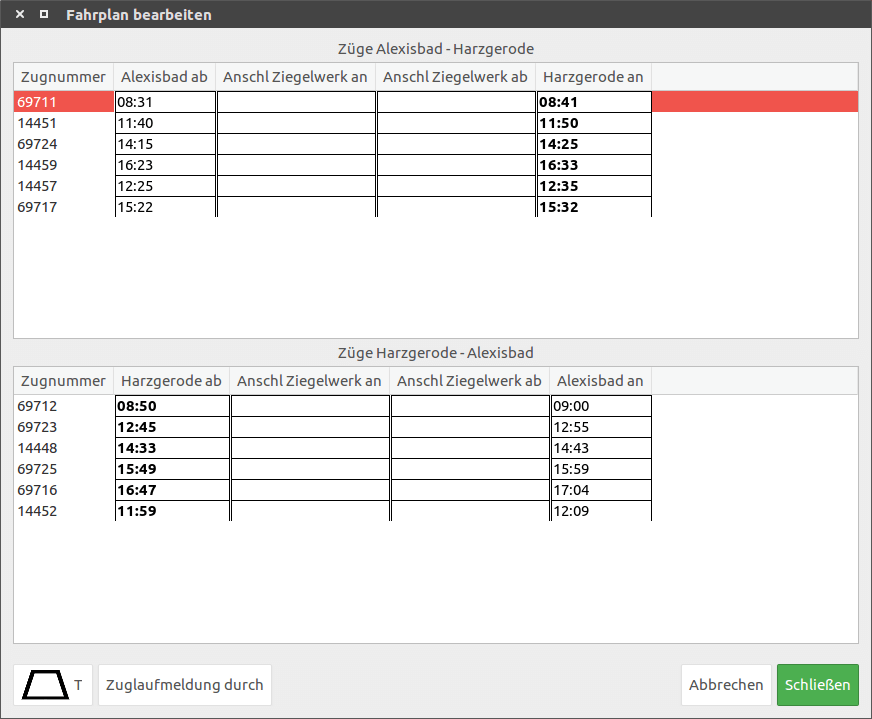 Fahrplan bearbeiten
Züge Alexisbad - Harzgerode
Zugnummer Alexisbad ab Anschl Ziegelwerk an Anschl Ziegelwerk ab Harzgerode an
69711 08:31 08:41
14451 11:40 11:50
69724 14:15 14:25
14459 16:23 16:33
14457 12:25 12:35
69717 15:22 15:32
Züge Harzgerode - Alexisbad
Zugnummer Harzgerode ab Anschl Ziegelwerk an Anschl Ziegelwerk ab Alexisbad an
69712 08:50 09:00
69723 12:45 12:55
14448 14:33 14:43
69725 15:49 15:59
69716 16:47 17:04
14452 11:59 12:09
T Zuglaufmeldung durch Abbrechen Schließen